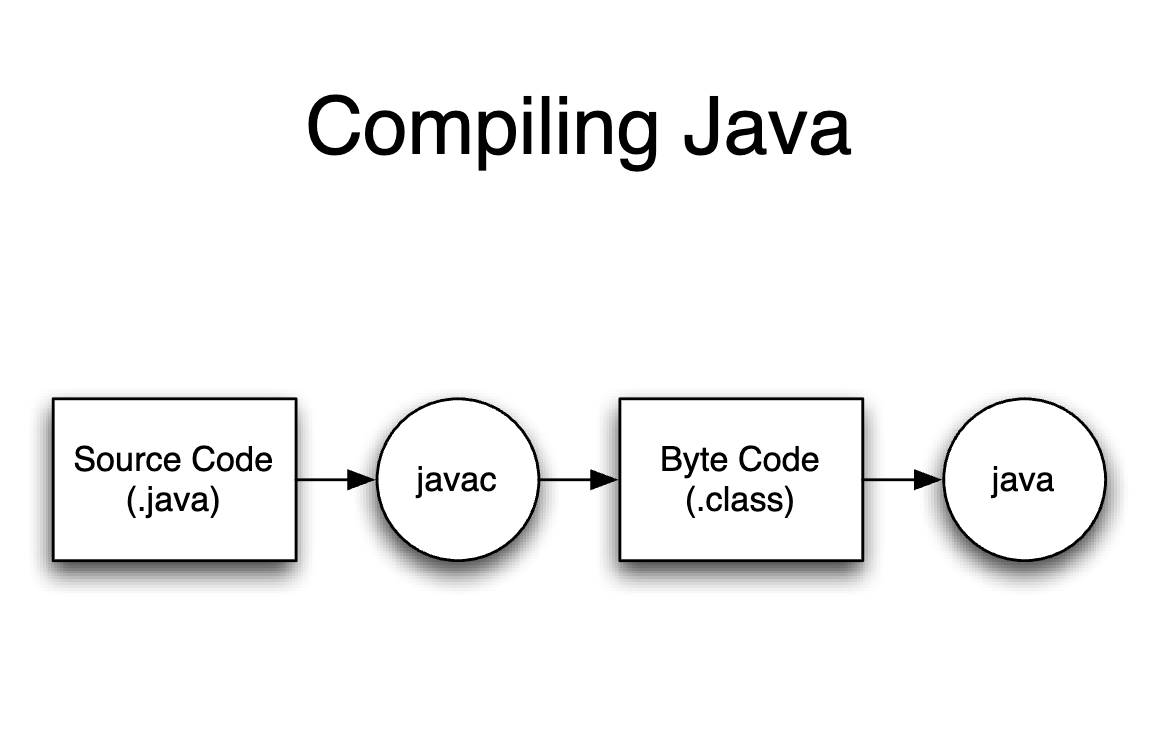 Compiling Java
Source Code
(.java)
javac
Byte Code
(.class)
java